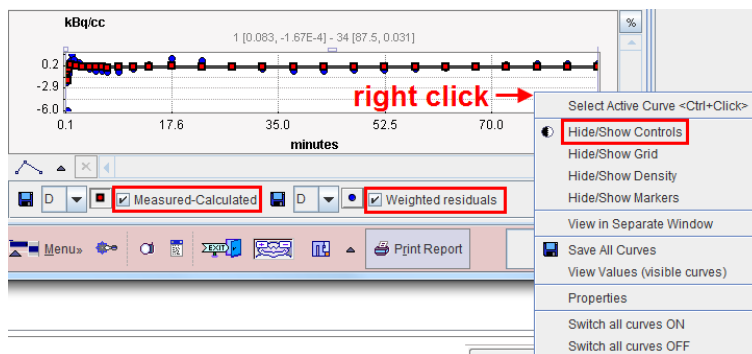 kBq/cc
1 [0.083, -1.67E-4] - 34 [87.5, 0.031]
%
0.2
-2.9
-6.0
0.1 17.6 35.0 52.5 70.0
minutes
right click
Select Active Curve <Ctrl+Click>
Hide/Show Controls
Hide/Show Grid
Hide/Show Density
Hide/Show Markers
View in Separate Window
Save All Curves
View Values (visible curves)
Properties
Switch all curves ON
Switch all curves OFF
D Measured-Calculated D Weighted residuals
Menu» EXIT Print Report